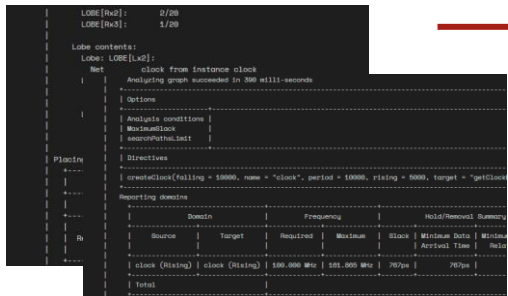 LOBE[Rx2]: 2/20
LOBE[Rx3]: 1/20
Lobe contents:
Lobe: LOBE[Lx2]:
Net clock from instance clock
Analyzing graph succeeded in 390 milli-seconds
Options
Analysis conditions
MaximumSlack
searchPathsLimit
Placing
Directives
createClock(falling = 10000, name = "clock", period = 10000, rising = 5000, target = "getClock
Reporting domains
Domain | Frequency | Hold/Removal Summary
Source | Target | Required | Maximum | Slack | Minimum Data | Minimum
Arrival Time | Rela
clock (Rising) | clock (Rising) | 100.000 MHz | 101.865 MHz | 767ps | 767ps
Total